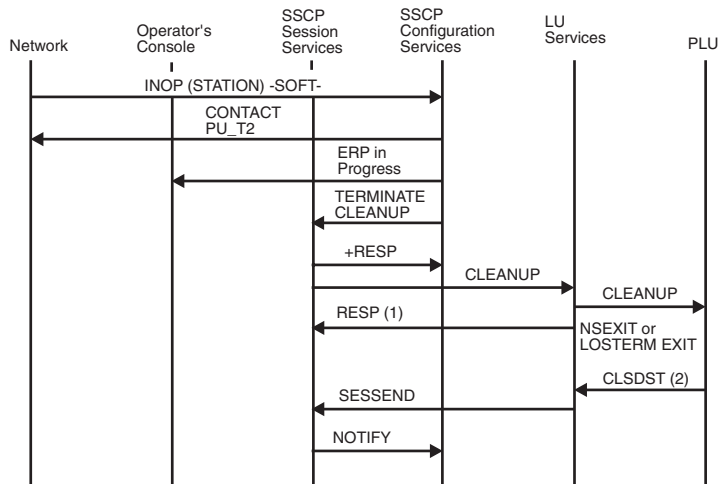 Network
Operator's
Console
SSCP
Session
Services
SSCP
Configuration
Services
LU
Services
PLU
INOP (STATION) -SOFT-
CONTACT
PU_T2
ERP in
Progress
TERMINATE
CLEANUP
+RESP
CLEANUP
CLEANUP
RESP (1)
NSEXIT or
LOSTERM EXIT
CLSDST (2)
SESSEND
NOTIFY